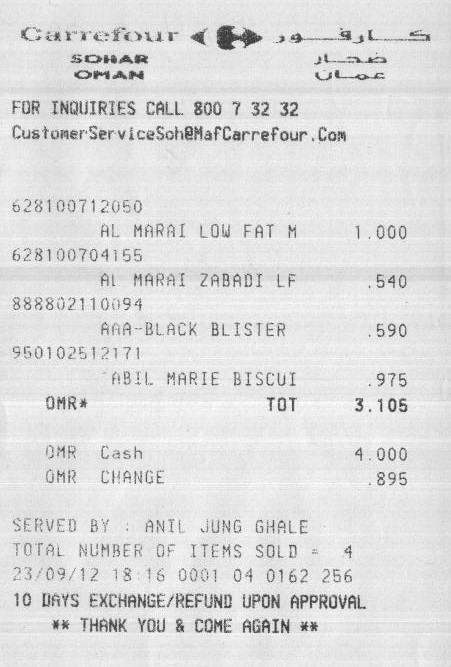 Carrefour كارفور
SOHAR صحار
OMAN عمان
FOR INQUIRIES CALL 800 7 32 32
CustomerServiceSoh@MafCarrefour.Com
628100712050
AL MARAI LOW FAT M 1.000
628100704155
AL MARAI ZABADI LF .540
888802110094
AAA-BLACK BLISTER .590
950102512171
ABIL MARIE BISCUI .975
OMR* TOT 3.105
OMR Cash 4.000
OMR CHANGE .895
SERVED BY : ANIL JUNG GHALE
TOTAL NUMBER OF ITEMS SOLD = 4
23/09/12 18:16 0001 04 0162 256
10 DAYS EXCHANGE/REFUND UPON APPROVAL
** THANK YOU & COME AGAIN **